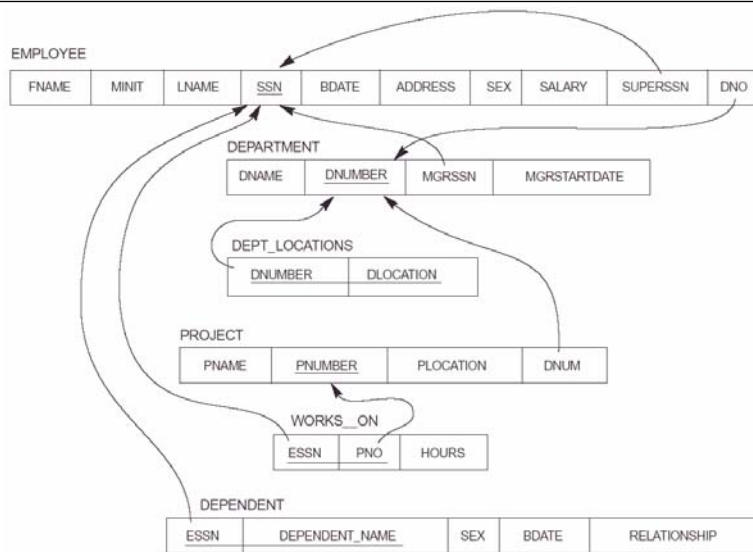 EMPLOYEE
FNAME MINIT LNAME SSN BDATE ADDRESS SEX SALARY SUPERSSN DNO
DEPARTMENT
DNAME DNUMBER MGRSSN MGRSTARTDATE
DEPT_LOCATIONS
DNUMBER DLOCATION
PROJECT
PNAME PNUMBER PLOCATION DNUM
WORKS__ON
ESSN PNO HOURS
DEPENDENT
ESSN DEPENDENT_NAME SEX BDATE RELATIONSHIP